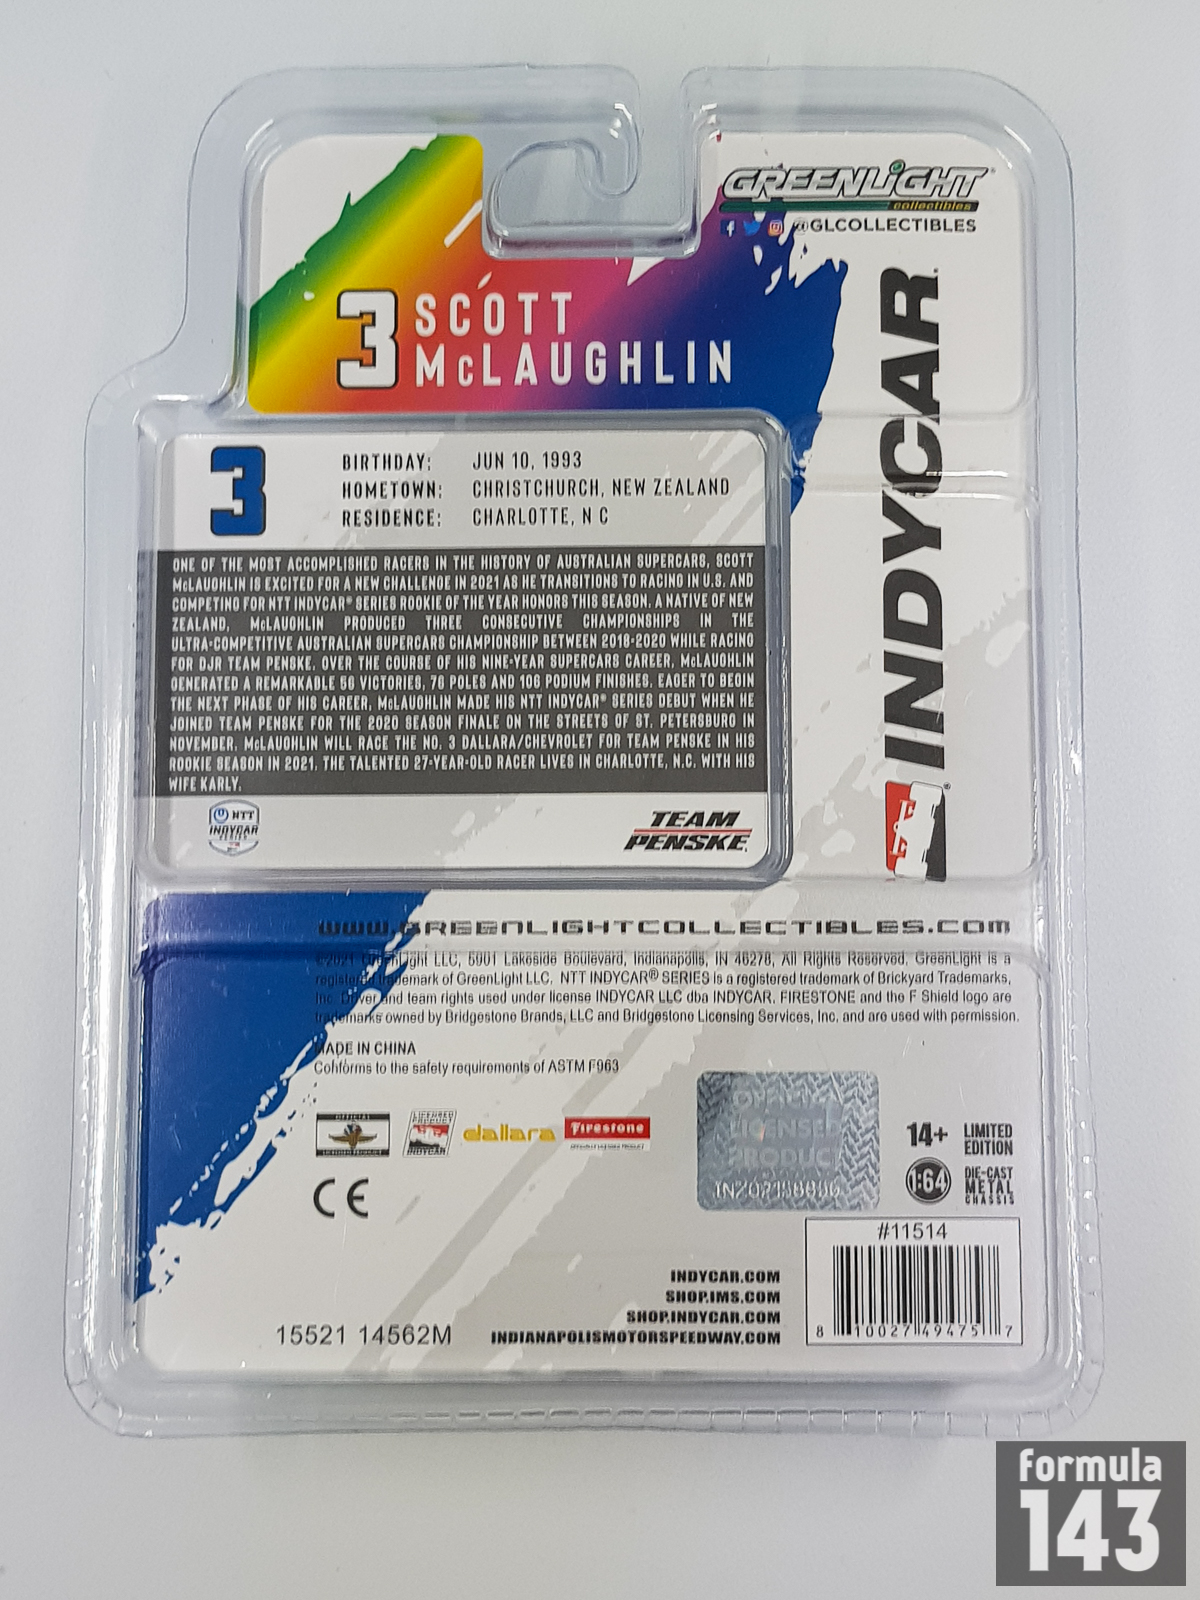 GREENLIGHT
collectibles
@GLCOLLECTIBLES
3 SCOTT
McLAUGHLIN
INDYCAR
3
BIRTHDAY: JUN 10, 1993
HOMETOWN: CHRISTCHURCH, NEW ZEALAND
RESIDENCE: CHARLOTTE, N C
ONE OF THE MOST ACCOMPLISHED RACERS IN THE HISTORY OF AUSTRALIAN SUPERCARS, SCOTT
McLAUGHLIN IS EXCITED FOR A NEW CHALLENGE IN 2021 AS HE TRANSITIONS TO RACING IN U.S. AND
COMPETING FOR NTT INDYCAR® SERIES ROOKIE OF THE YEAR HONORS THIS SEASON. A NATIVE OF NEW
ZEALAND, McLAUGHLIN PRODUCED THREE CONSECUTIVE CHAMPIONSHIPS IN THE
ULTRA-COMPETITIVE AUSTRALIAN SUPERCARS CHAMPIONSHIP BETWEEN 2018-2020 WHILE RACING
FOR DJR TEAM PENSKE. OVER THE COURSE OF HIS NINE-YEAR SUPERCARS CAREER, McLAUGHLIN
GENERATED A REMARKABLE 56 VICTORIES, 76 POLES AND 106 PODIUM FINISHES. EAGER TO BEGIN
THE NEXT PHASE OF HIS CAREER, McLAUGHLIN MADE HIS NTT INDYCAR® SERIES DEBUT WHEN HE
JOINED TEAM PENSKE FOR THE 2020 SEASON FINALE ON THE STREETS OF ST. PETERSBURG IN
NOVEMBER. McLAUGHLIN WILL RACE THE NO. 3 DALLARA/CHEVROLET FOR TEAM PENSKE IN HIS
ROOKIE SEASON IN 2021. THE TALENTED 27-YEAR-OLD RACER LIVES IN CHARLOTTE, N.C. WITH HIS
WIFE KARLY.
NTT
INDYCAR
SERIES
TEAM
PENSKE
WWW.GREENLIGHTCOLLECTIBLES.COM
©2021 GreenLight LLC, 5901 Lakeside Boulevard, Indianapolis, IN 46278, All Rights Reserved. GreenLight is a
registered trademark of GreenLight LLC. NTT INDYCAR® SERIES is a registered trademark of Brickyard Trademarks,
Inc. Driver and team rights used under license INDYCAR LLC dba INDYCAR. FIRESTONE and the F Shield logo are
trademarks owned by Bridgestone Brands, LLC and Bridgestone Licensing Services, Inc. and are used with permission.
MADE IN CHINA
Conforms to the safety requirements of ASTM F963
OFFICIAL
LICENSED PRODUCT
LICENSED
PRODUCT
INDYCAR
dallara
Firestone
CE
OFFICIAL
LICENSED
PRODUCT
14+
LIMITED
EDITION
1:64
DIE-CAST
METAL
CHASSIS
#11514
8 10027 49475 7
INDYCAR.COM
SHOP.IMS.COM
SHOP.INDYCAR.COM
INDIANAPOLISMOTORSPEEDWAY.COM
15521 14562M
formula
143